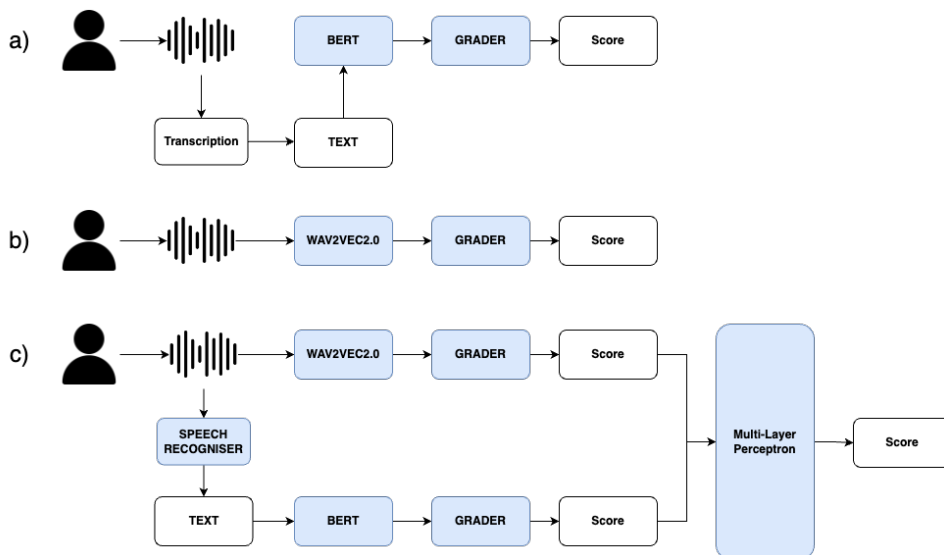 a)
BERT
GRADER
Score
Transcription
TEXT
b)
WAV2VEC2.0
GRADER
Score
c)
WAV2VEC2.0
GRADER
Score
SPEECH
RECOGNISER
Multi-Layer
Perceptron
Score
TEXT
BERT
GRADER
Score